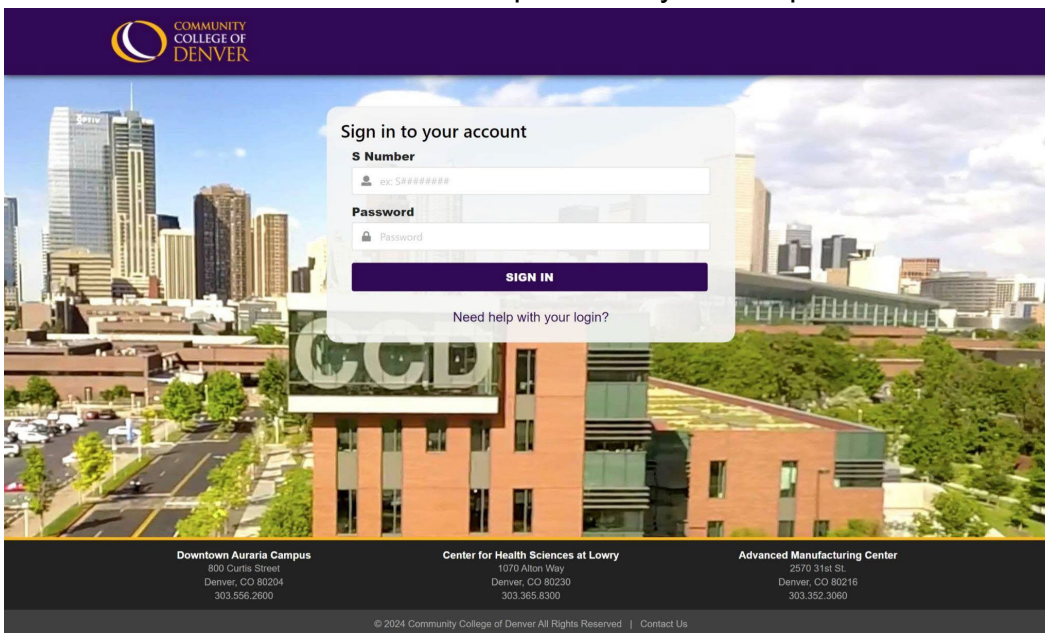 COMMUNITY
COLLEGE OF
DENVER
Sign in to your account
S Number
ex: S########
Password
Password
SIGN IN
Need help with your login?
CCD
Downtown Auraria Campus
800 Curtis Street
Denver, CO 80204
303.556.2600
Center for Health Sciences at Lowry
1070 Alton Way
Denver, CO 80230
303.365.8300
Advanced Manufacturing Center
2570 31st St.
Denver, CO 80216
303.352.3060
© 2024 Community College of Denver All Rights Reserved | Contact Us